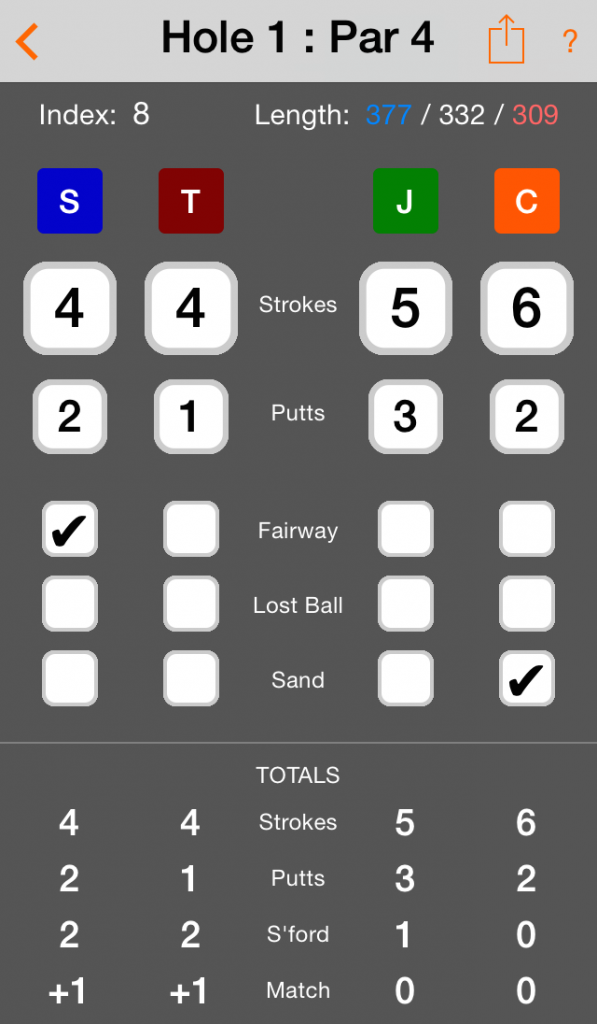 Hole 1 : Par 4 ?
Index: 8 Length: 377 / 332 / 309
S T J C
4 4 Strokes 5 6
2 1 Putts 3 2
✔ Fairway
Lost Ball
Sand ✔
TOTALS
4 4 Strokes 5 6
2 1 Putts 3 2
2 2 S'ford 1 0
+1 +1 Match 0 0